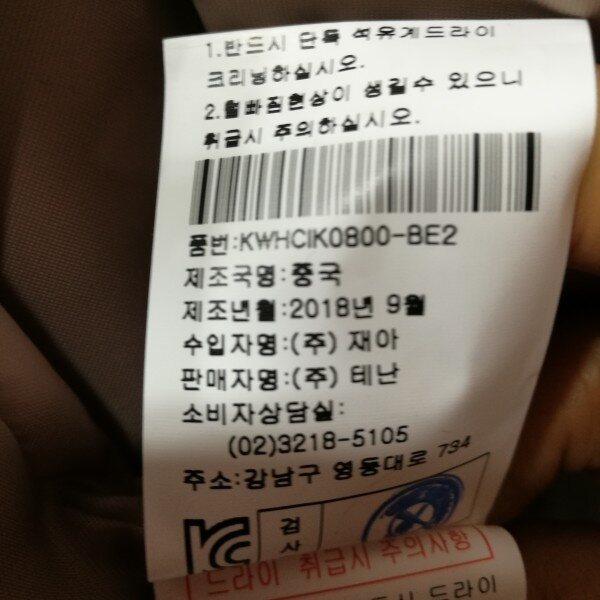 1.반드시 단독 석유계드라이
크리닝하십시오.
2.털빠짐현상이 생길수 있으니
취급시 주의하십시오.
품번:KWHCIK0800-BE2
제조국명:중국
제조년월:2018년 9월
수입자명:(주) 재아
판매자명:(주) 테난
소비자상담실:
(02)3218-5105
주소:강남구 영동대로 734
검
사
드라이 취급시 주의사항
드시 드라이